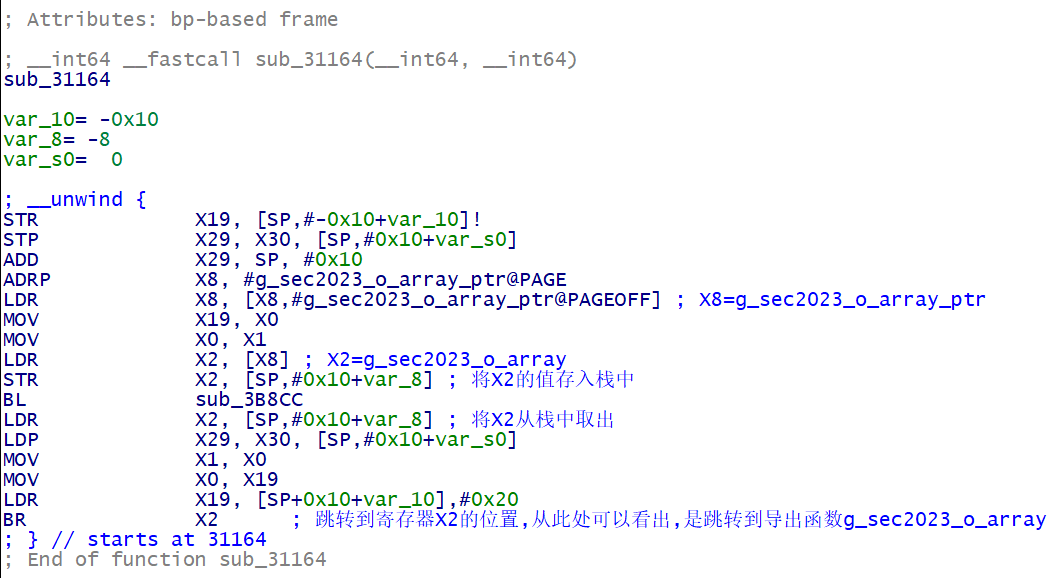 ; Attributes: bp-based frame
; __int64 __fastcall sub_31164(__int64, __int64)
sub_31164
var_10= -0x10
var_8= -8
var_s0=  0
; __unwind {
STR X19, [SP,#-0x10+var_10]!
STP X29, X30, [SP,#0x10+var_s0]
ADD X29, SP, #0x10
ADRP X8, #g_sec2023_o_array_ptr@PAGE
LDR X8, [X8,#g_sec2023_o_array_ptr@PAGEOFF] ; X8=g_sec2023_o_array_ptr
MOV X19, X0
MOV X0, X1
LDR X2, [X8] ; X2=g_sec2023_o_array
STR X2, [SP,#0x10+var_8] ; 将X2的值存入栈中
BL sub_3B8CC
LDR X2, [SP,#0x10+var_8] ; 将X2从栈中取出
LDP X29, X30, [SP,#0x10+var_s0]
MOV X1, X0
MOV X0, X19
LDR X19, [SP+0x10+var_10],#0x20
BR X2 ; 跳转到寄存器X2的位置,从此处可以看出,是跳转到导出函数g_sec2023_o_array
; } // starts at 31164
; End of function sub_31164